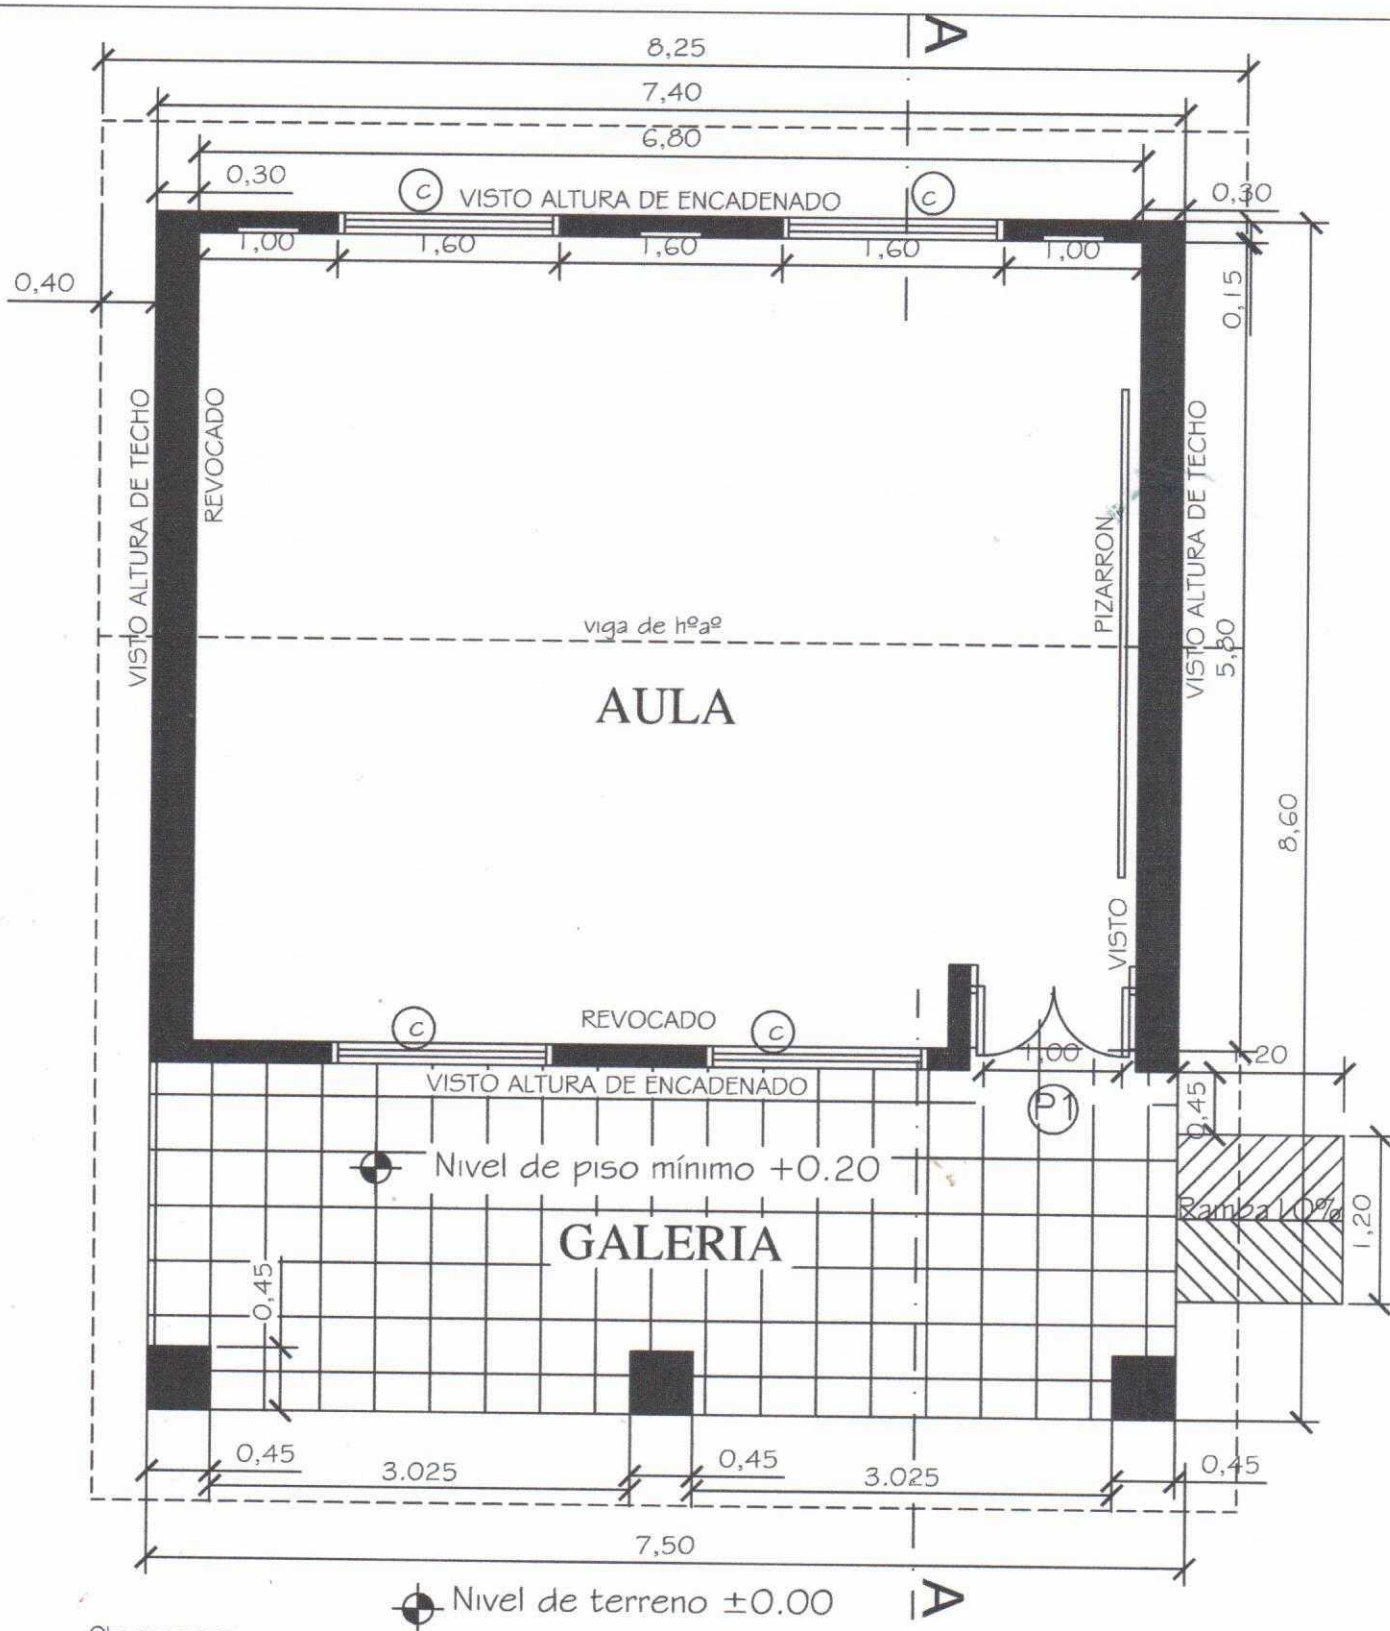 A
8,25
7,40
6,80
0,30
C
VISTO ALTURA DE ENCADENADO
C
0,30
1,00
1,60
1,60
1,60
1,00
0,40
0,15
VISTO ALTURA DE TECHO
REVOCADO
PIZARRON
VISTO ALTURA DE TECHO
viga de hºaº
5,80
AULA
8,60
VISTO
C
REVOCADO
C
1,00
,20
VISTO ALTURA DE ENCADENADO
P1
0,45
Nivel de piso mínimo +0.20
Rampa 10%
1,20
GALERIA
0,45
0,45
3.025
0,45
3.025
0,45
7,50
Nivel de terreno ±0.00
A